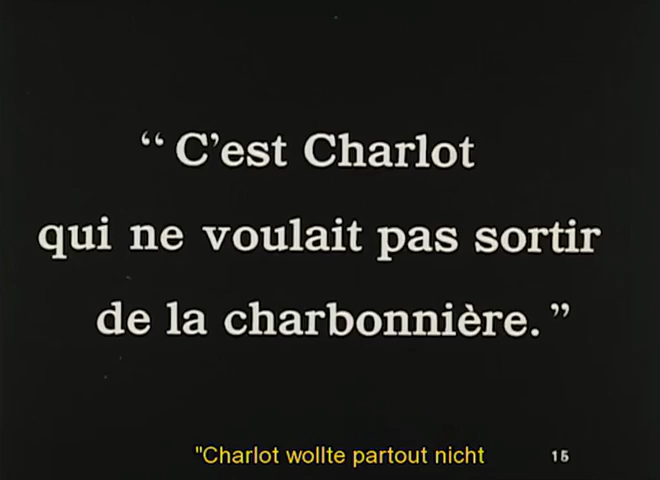 “ C’est Charlot
qui ne voulait pas sortir
de la charbonnière. ”
"Charlot wollte partout nicht
15